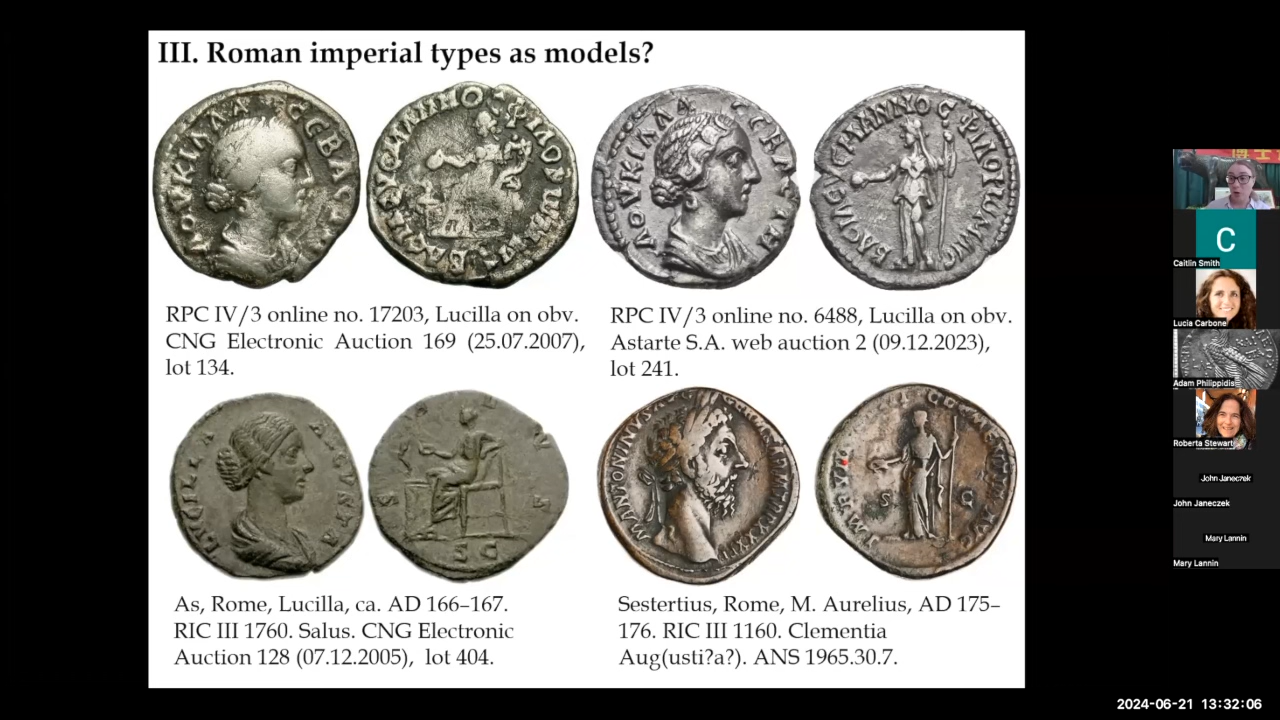 III. Roman imperial types as models?
RPC IV/3 online no. 17203, Lucilla on obv.
CNG Electronic Auction 169 (25.07.2007),
lot 134.
RPC IV/3 online no. 6488, Lucilla on obv.
Astarte S.A. web auction 2 (09.12.2023),
lot 241.
As, Rome, Lucilla, ca. AD 166–167.
RIC III 1760. Salus. CNG Electronic
Auction 128 (07.12.2005), lot 404.
Sestertius, Rome, M. Aurelius, AD 175–
176. RIC III 1160. Clementia
Aug(usti?a?). ANS 1965.30.7.
ΛΟVΚΙΛΛΑ
ΛΟVΚΙΛΛΑ
LVCILLA
S C
S C
C
Caitlin Smith
Lucia Carbone
Adam Philippidis
Roberta Stewart
John Janeczek
John Janeczek
Mary Lannin
Mary Lannin
2024-06-21 13:32:06